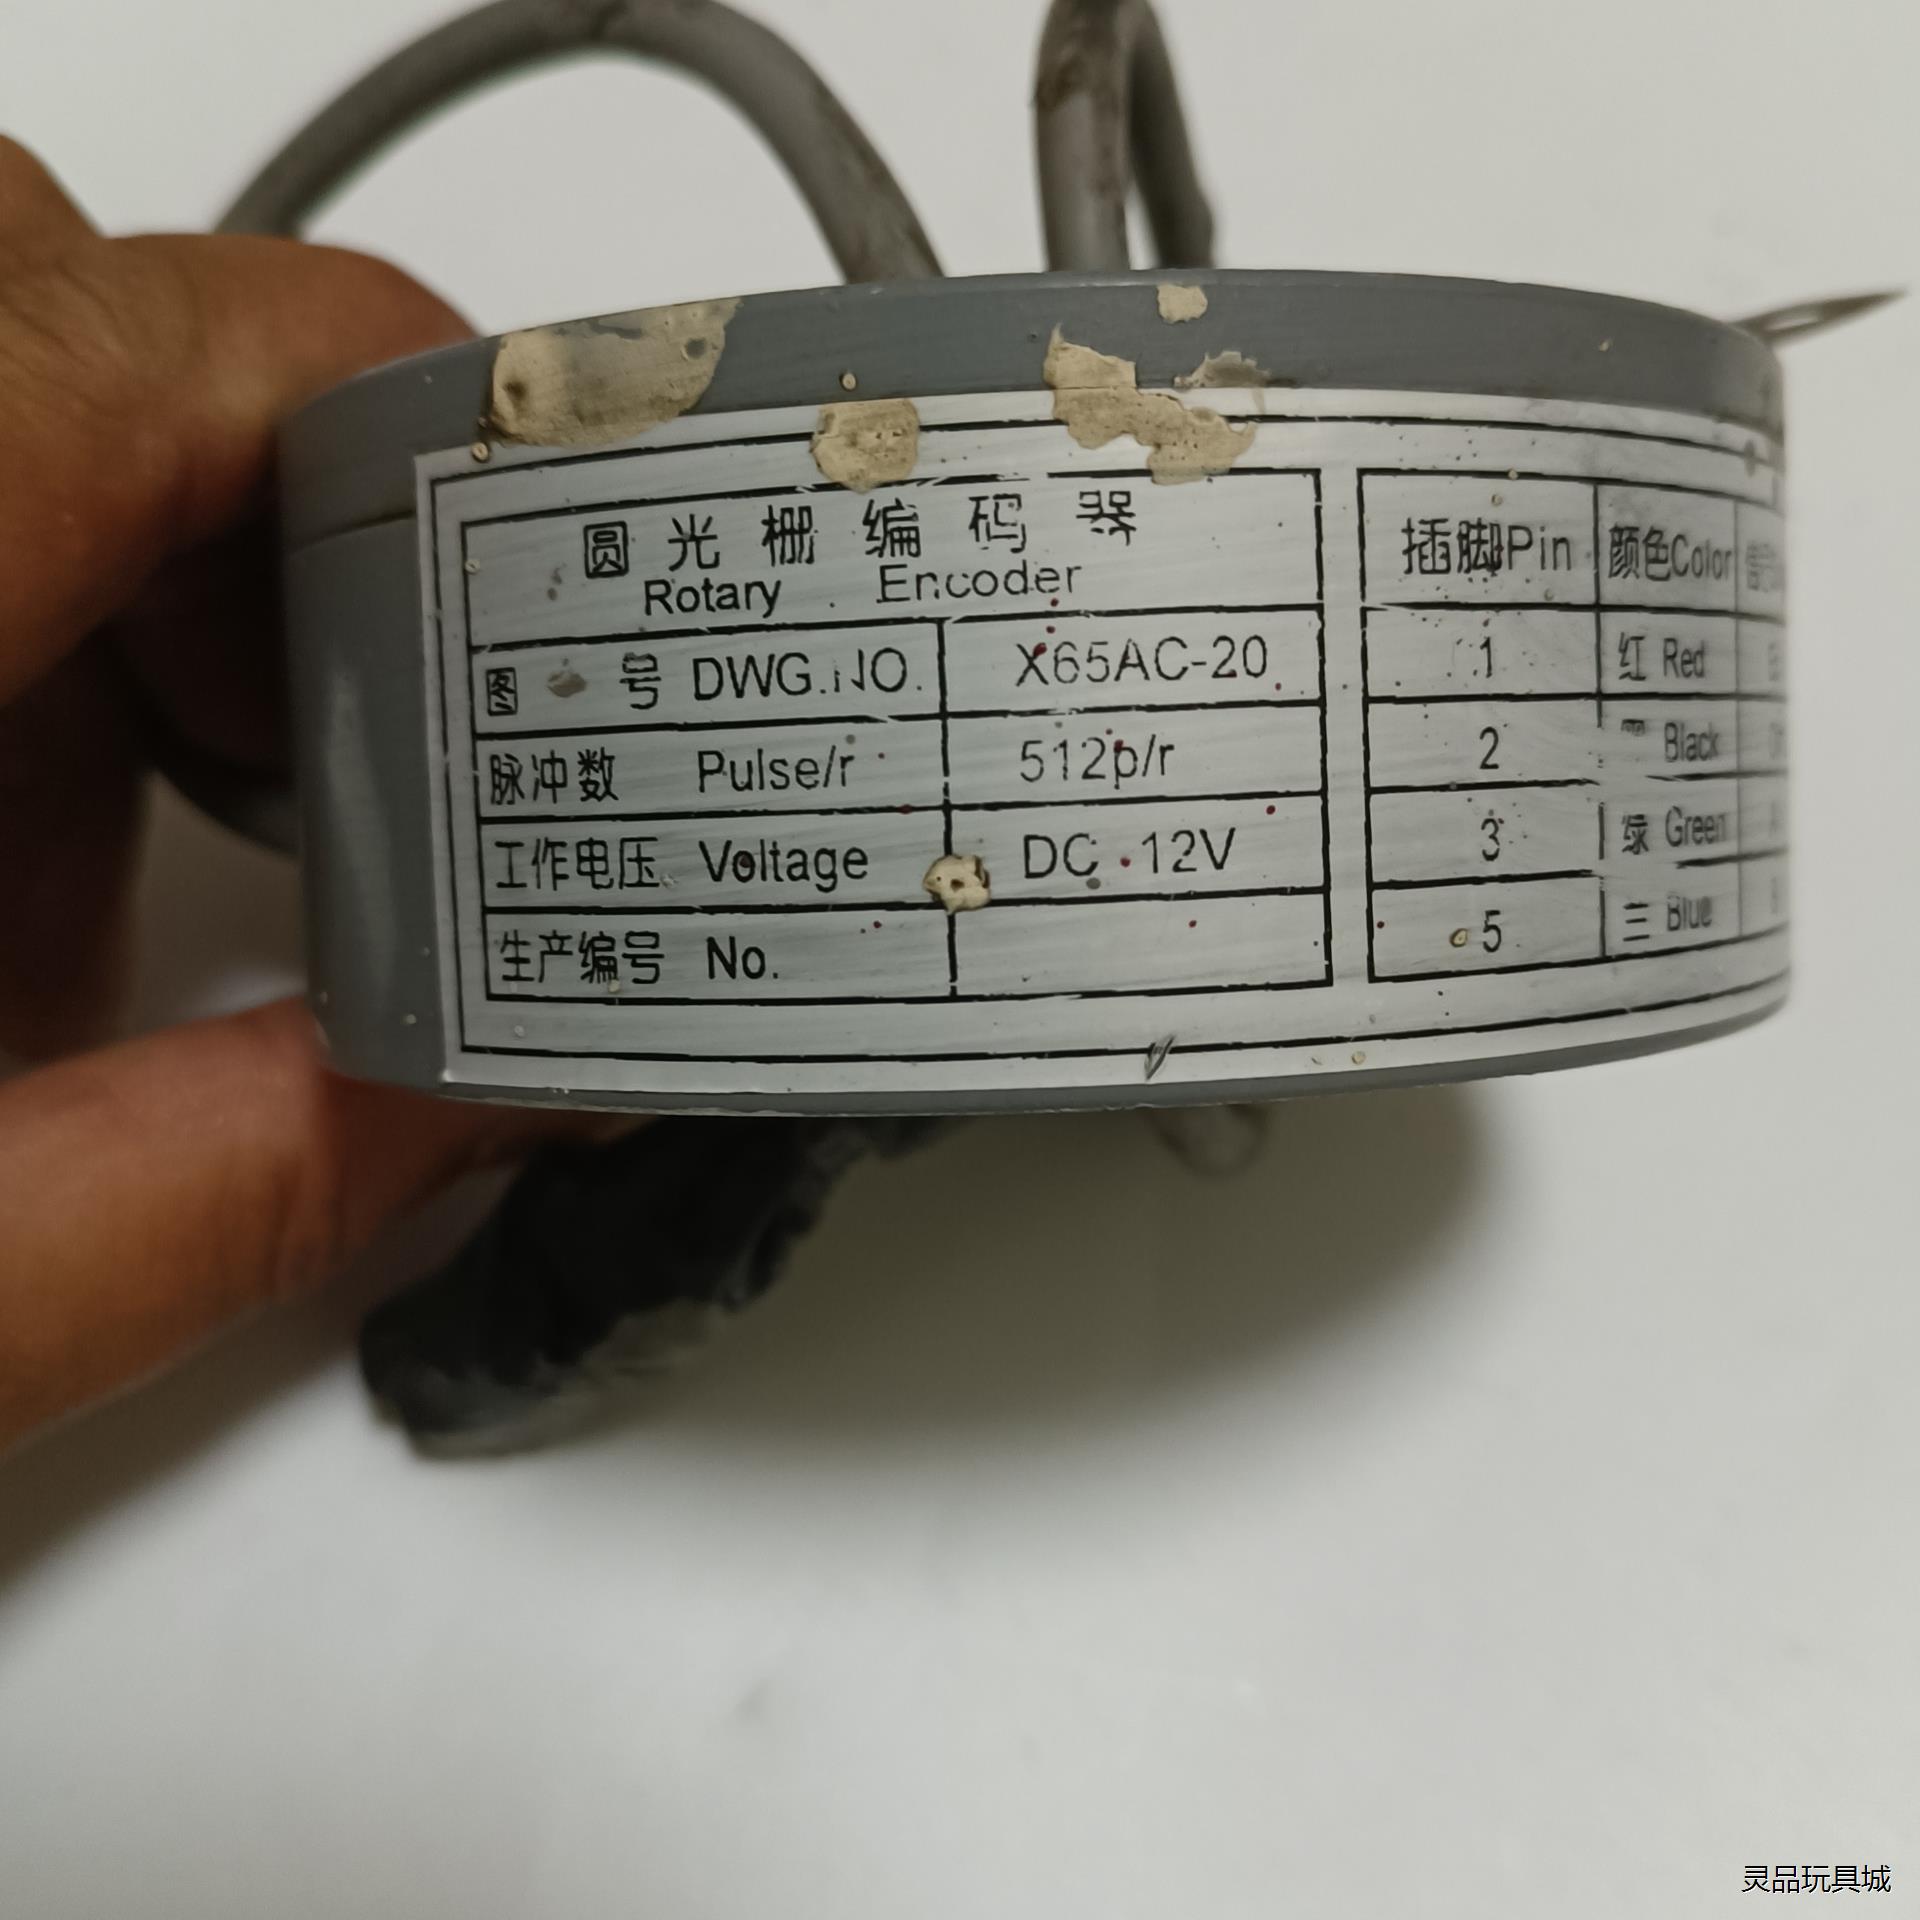 圆光栅编码器
Rotary Encoder
图 号 DWG.NO. X65AC-20
脉冲数 Pulse/r 512p/r
工作电压 Voltage DC 12V
生产编号 No.
插脚Pin 颜色Color
1 红 Red
2 Black
3 绿 Green
5 Blue
灵品玩具城